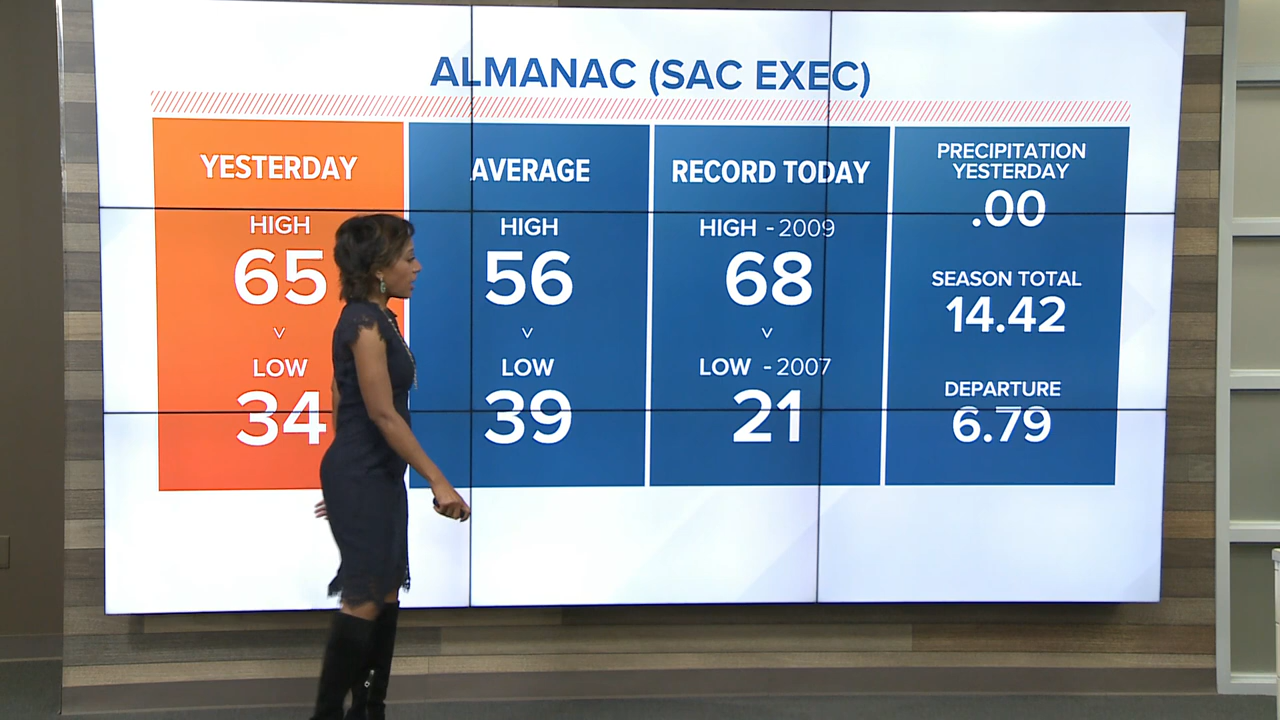 ALMANAC (SAC EXEC)
YESTERDAY
HIGH
65
v
LOW
34
AVERAGE
HIGH
56
v
LOW
39
RECORD TODAY
HIGH - 2009
68
v
LOW - 2007
21
PRECIPITATION
YESTERDAY
.00
SEASON TOTAL
14.42
DEPARTURE
6.79